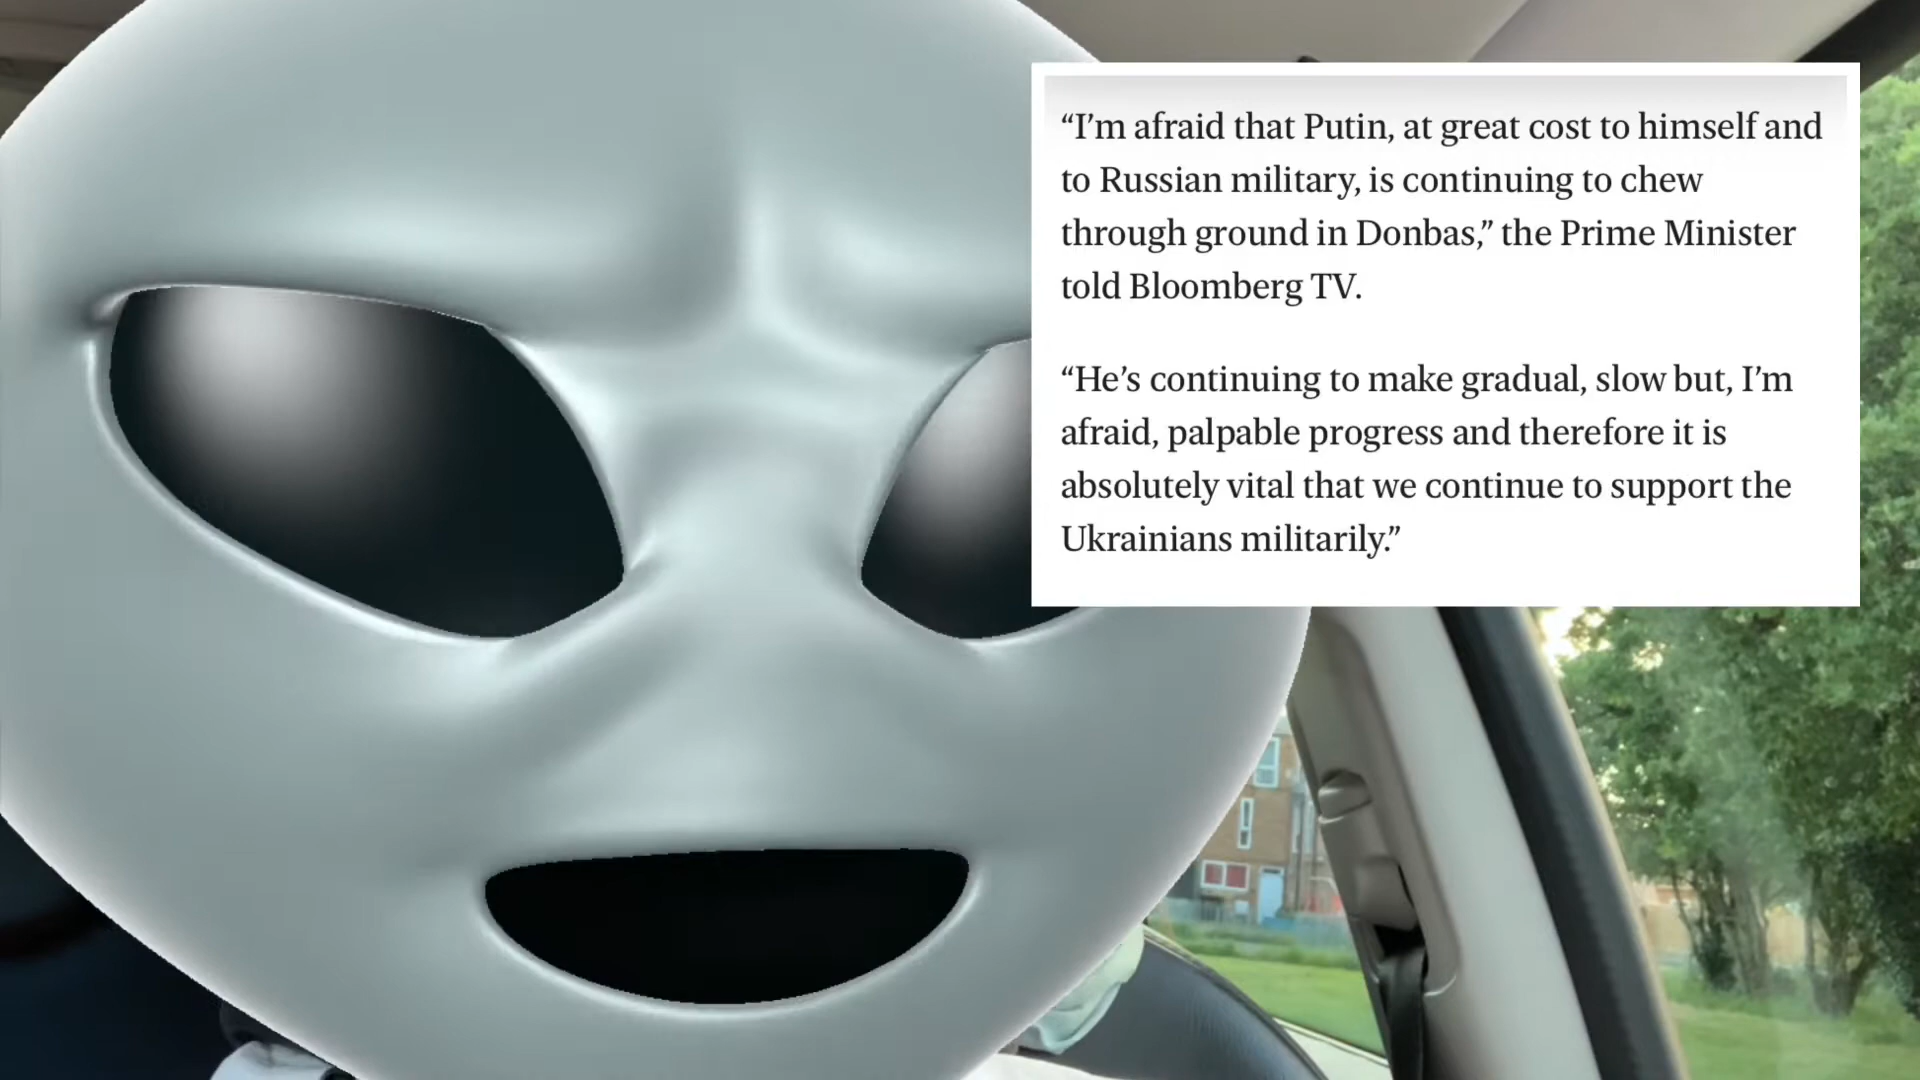 “I’m afraid that Putin, at great cost to himself and
to Russian military, is continuing to chew
through ground in Donbas,” the Prime Minister
told Bloomberg TV.
“He’s continuing to make gradual, slow but, I’m
afraid, palpable progress and therefore it is
absolutely vital that we continue to support the
Ukrainians militarily.”